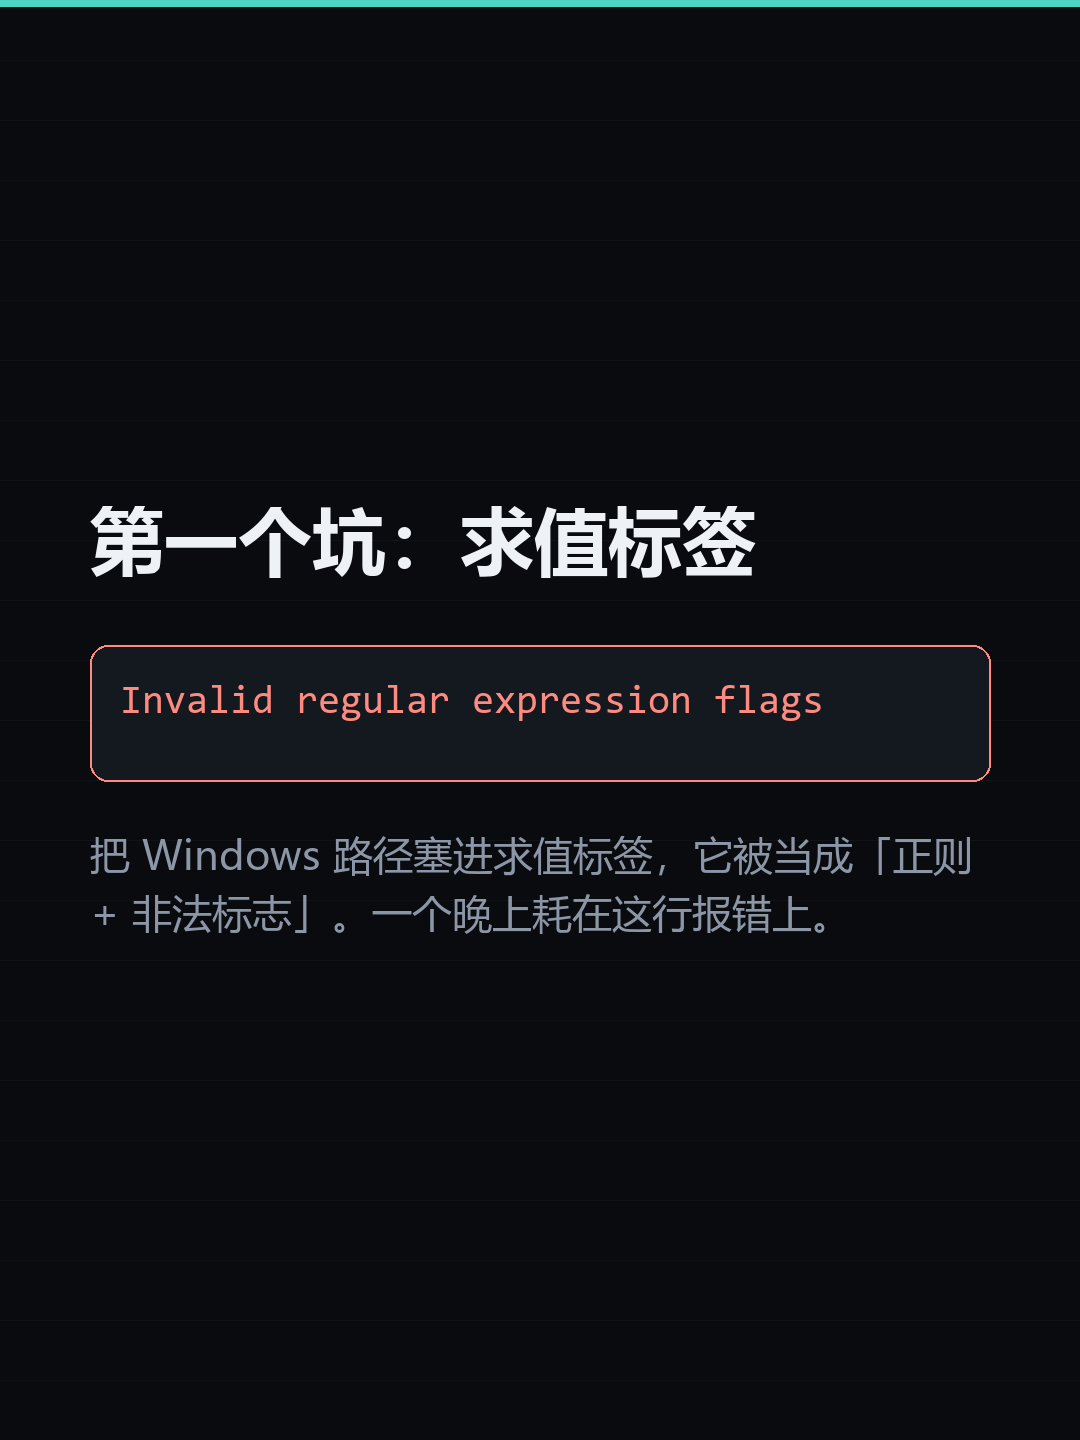 第一个坑：求值标签
Invalid regular expression flags
把 Windows 路径塞进求值标签，它被当成「正则
+ 非法标志」。一个晚上耗在这行报错上。